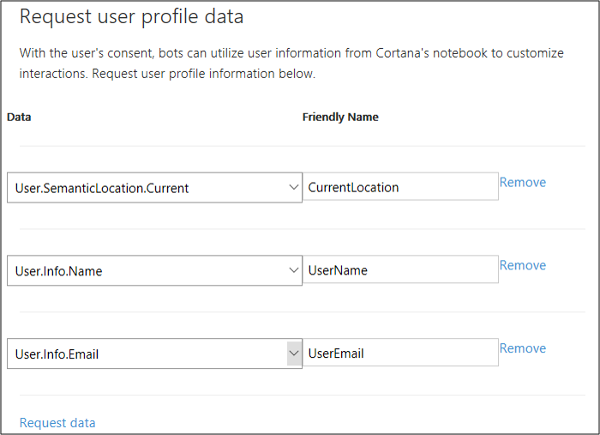 Request user profile data
With the user's consent, bots can utilize user information from Cortana's notebook to customize
interactions. Request user profile information below.
Data Friendly Name
User.SemanticLocation.Current CurrentLocation Remove
User.Info.Name UserName Remove
User.Info.Email UserEmail Remove
Request data